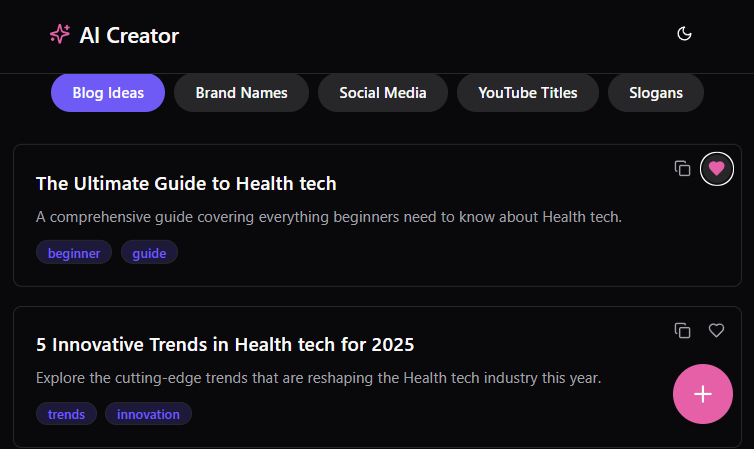 AI Creator
Blog Ideas Brand Names Social Media YouTube Titles Slogans
The Ultimate Guide to Health tech
A comprehensive guide covering everything beginners need to know about Health tech.
beginner guide
5 Innovative Trends in Health tech for 2025
Explore the cutting-edge trends that are reshaping the Health tech industry this year.
trends innovation